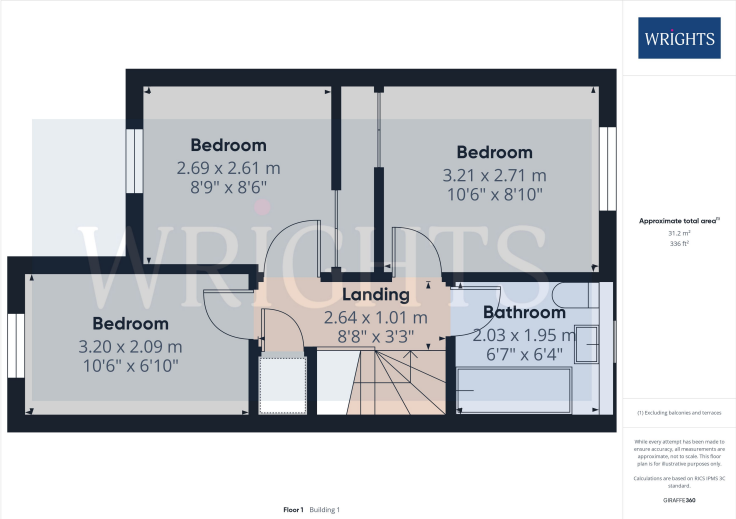 WRIGHTS
WRIGHTS
Bedroom
2.69 x 2.61 m
8'9" x 8'6"
Bedroom
3.21 x 2.71 m
10'6" x 8'10"
Landing
2.64 x 1.01 m
8'8" x 3'3"
Bedroom
3.20 x 2.09 m
10'6" x 6'10"
Bathroom
2.03 x 1.95 m
6'7" x 6'4"
Floor 1 Building 1
Approximate total area(1)
31.2 m²
336 ft²
(1) Excluding balconies and terraces
While every attempt has been made to
ensure accuracy, all measurements are
approximate, not to scale. This floor
plan is for illustrative purposes only.
Calculations are based on RICS IPMS 3C
standard.
GIRAFFE360